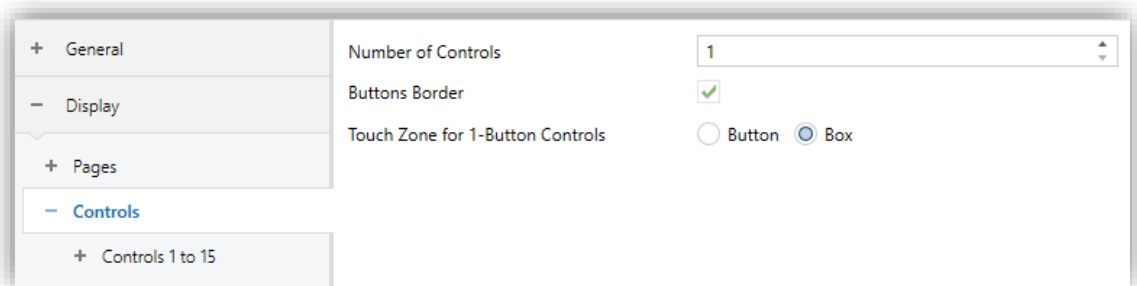 + General
− Display
+ Pages
− Controls
+ Controls 1 to 15
Number of Controls 1
Buttons Border
Touch Zone for 1-Button Controls Button Box